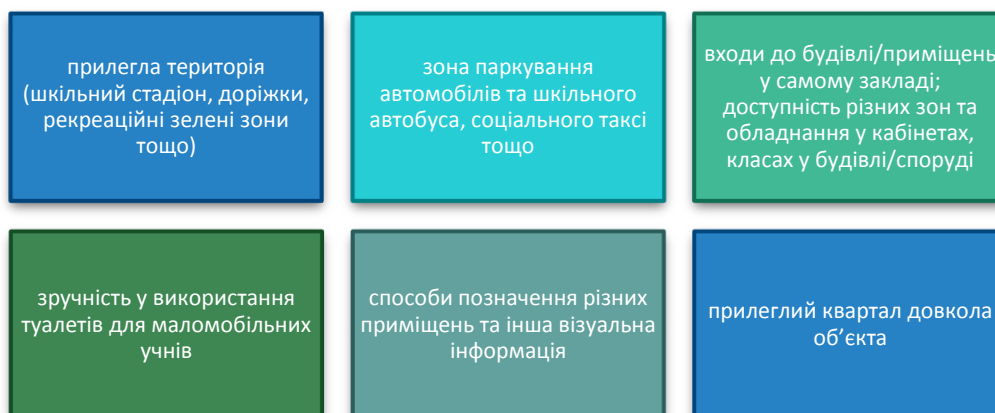 прилегла територія
(шкільний стадіон, доріжки,
рекреаційні зелені зони
тощо)
зона паркування
автомобілів та шкільного
автобуса, соціального таксі
тощо
входи до будівлі/приміщень
у самому закладі;
доступність різних зон та
обладнання у кабінетах,
класах у будівлі/споруді
зручність у використання
туалетів для маломобільних
учнів
способи позначення різних
приміщень та інша візуальна
інформація
прилеглий квартал довкола
об’єкта